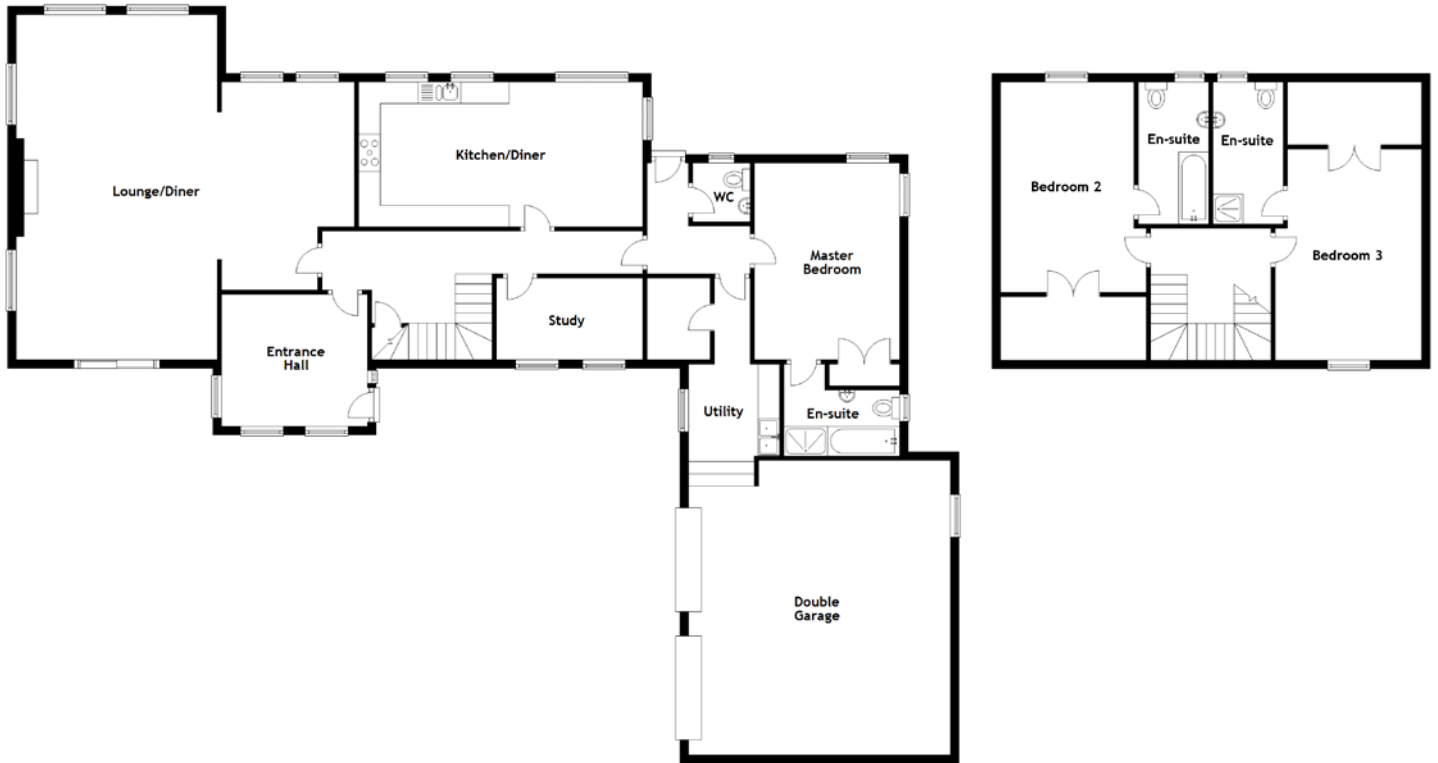 Lounge/Diner
Kitchen/Diner
WC
Master
Bedroom
Study
Entrance
Hall
Utility
En-suite
Double
Garage
Bedroom 2
En-suite
En-suite
Bedroom 3